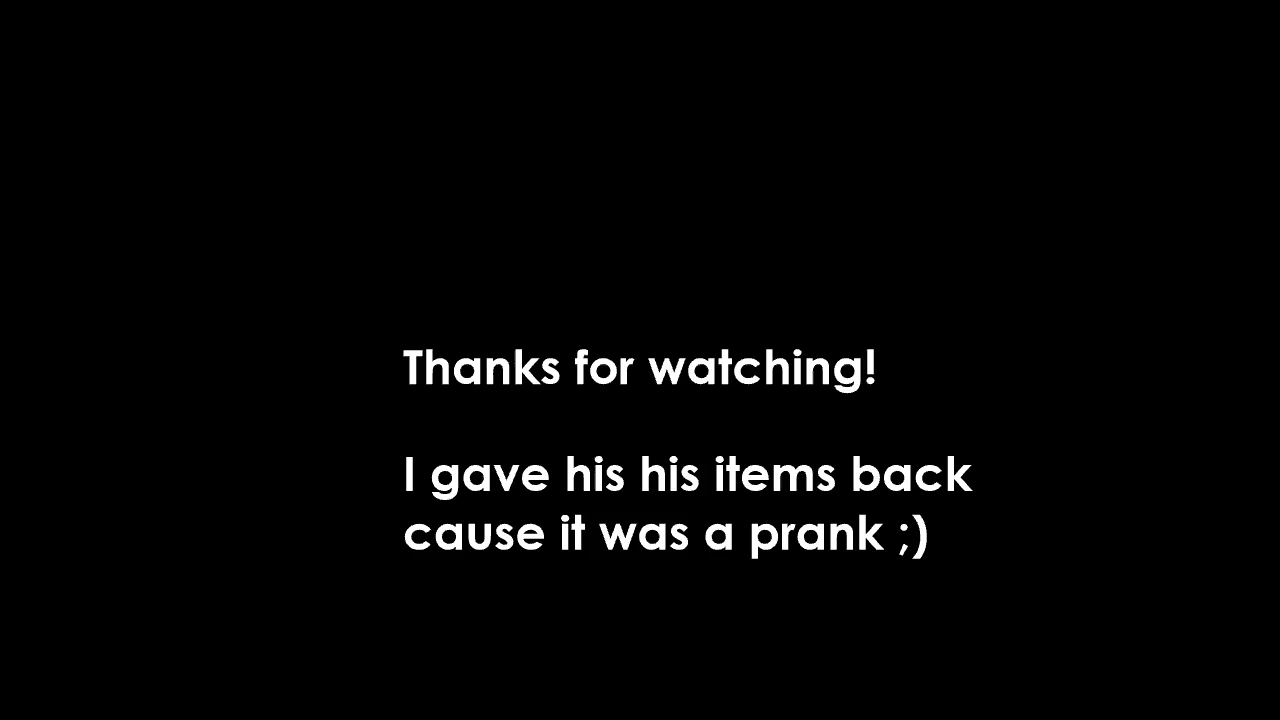 Thanks for watching!
I gave his his items back
cause it was a prank ;)